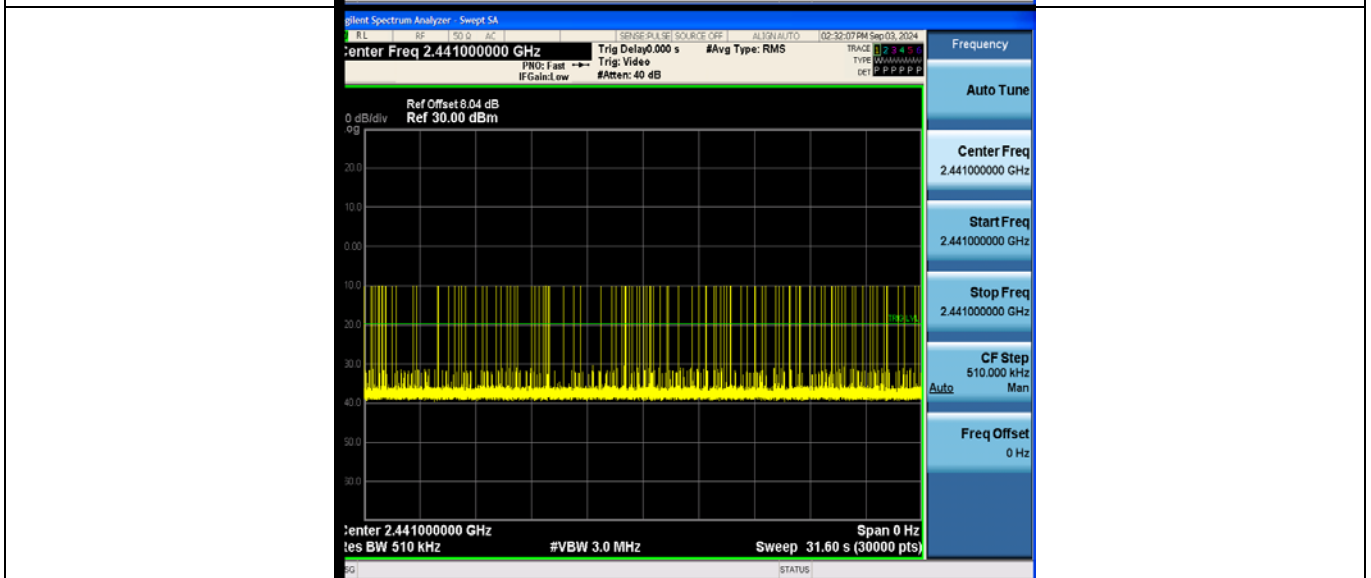 gilent Spectrum Analyzer - Swept SA
RL RF 50 Ω AC SENSE:PULSE SOURCE OFF ALIGN AUTO 02:32:07 PM Sep 03, 2024
Center Freq 2.441000000 GHz
PNO: Fast
IFGain:Low
Trig Delay0.000 s
Trig: Video
#Atten: 40 dB
#Avg Type: RMS
TRACE 1 2 3 4 5 6
TYPE
DET P P P P P P
Ref Offset 8.04 dB
0 dB/div Ref 30.00 dBm
og
20.0
10.0
0.00
10.0
20.0
30.0
40.0
50.0
60.0
TRIG LVL
Center 2.441000000 GHz
Span 0 Hz
Res BW 510 kHz
#VBW 3.0 MHz
Sweep 31.60 s (30000 pts)
SG STATUS
Frequency
Auto Tune
Center Freq
2.441000000 GHz
Start Freq
2.441000000 GHz
Stop Freq
2.441000000 GHz
CF Step
510.000 kHz
Auto Man
Freq Offset
0 Hz